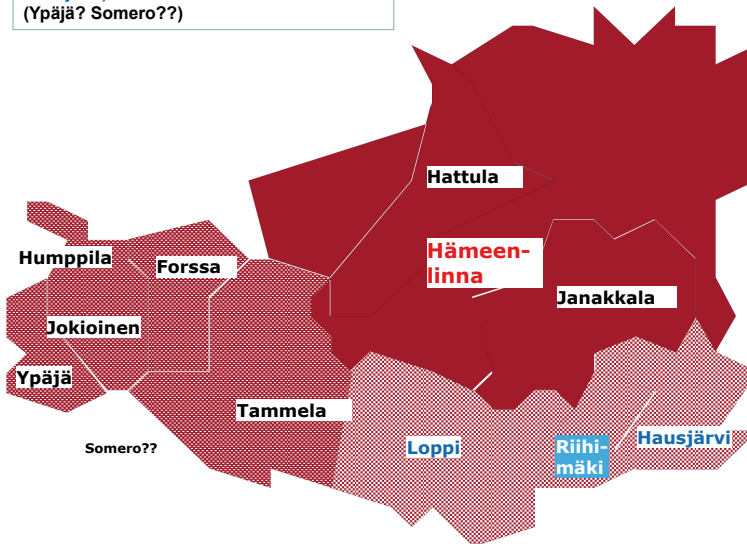 (Ypäjä? Somero??)
Hattula
Humppila
Forssa
Hämeen-
linna
Janakkala
Jokioinen
Ypäjä
Tammela
Somero??
Loppi
Riihi-
mäki
Hausjärvi